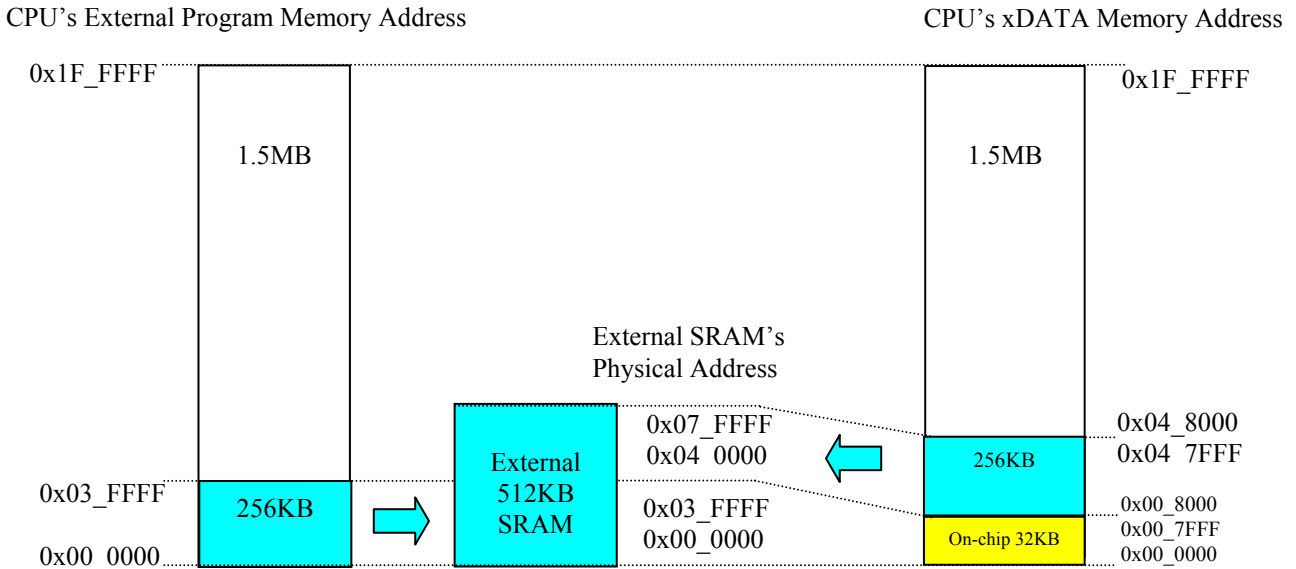 CPU's External Program Memory Address
CPU's xDATA Memory Address
0x1F_FFFF
0x1F_FFFF
1.5MB
1.5MB
External SRAM's
Physical Address
0x07_FFFF
0x04_0000
0x04_8000
0x04_7FFF
External
512KB
SRAM
256KB
0x03_FFFF
256KB
0x03_FFFF
0x00_0000
0x00_8000
0x00_7FFF
0x00_0000
On-chip 32KB
0x00_0000